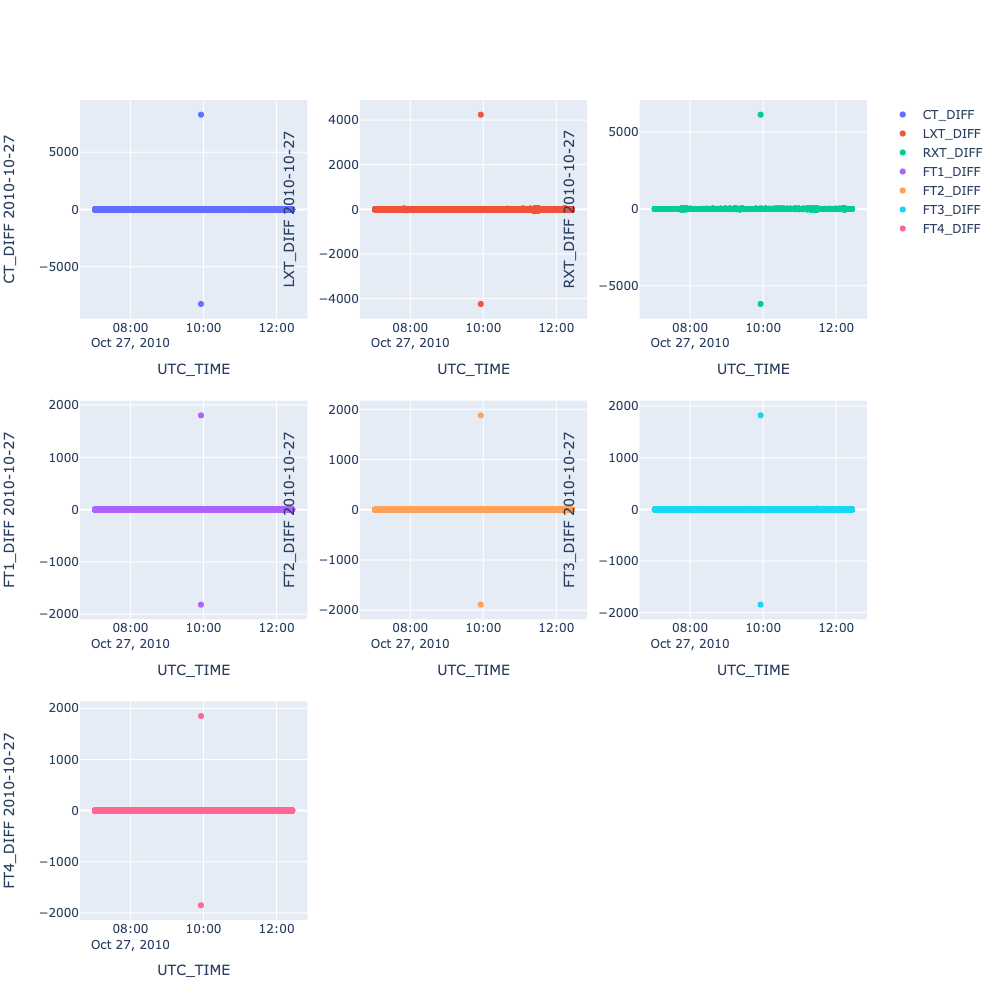 CT_DIFF 2010-10-27
5000
0
−5000
08:00
10:00
12:00
Oct 27, 2010
UTC_TIME
LXT_DIFF 2010-10-27
4000
2000
0
−2000
−4000
08:00
10:00
12:00
Oct 27, 2010
UTC_TIME
RXT_DIFF 2010-10-27
5000
0
−5000
08:00
10:00
12:00
Oct 27, 2010
UTC_TIME
CT_DIFF
LXT_DIFF
RXT_DIFF
FT1_DIFF
FT2_DIFF
FT3_DIFF
FT4_DIFF
FT1_DIFF 2010-10-27
2000
1000
0
−1000
−2000
08:00
10:00
12:00
Oct 27, 2010
UTC_TIME
FT2_DIFF 2010-10-27
2000
1000
0
−1000
−2000
08:00
10:00
12:00
Oct 27, 2010
UTC_TIME
FT3_DIFF 2010-10-27
2000
1000
0
−1000
−2000
08:00
10:00
12:00
Oct 27, 2010
UTC_TIME
FT4_DIFF 2010-10-27
2000
1000
0
−1000
−2000
08:00
10:00
12:00
Oct 27, 2010
UTC_TIME